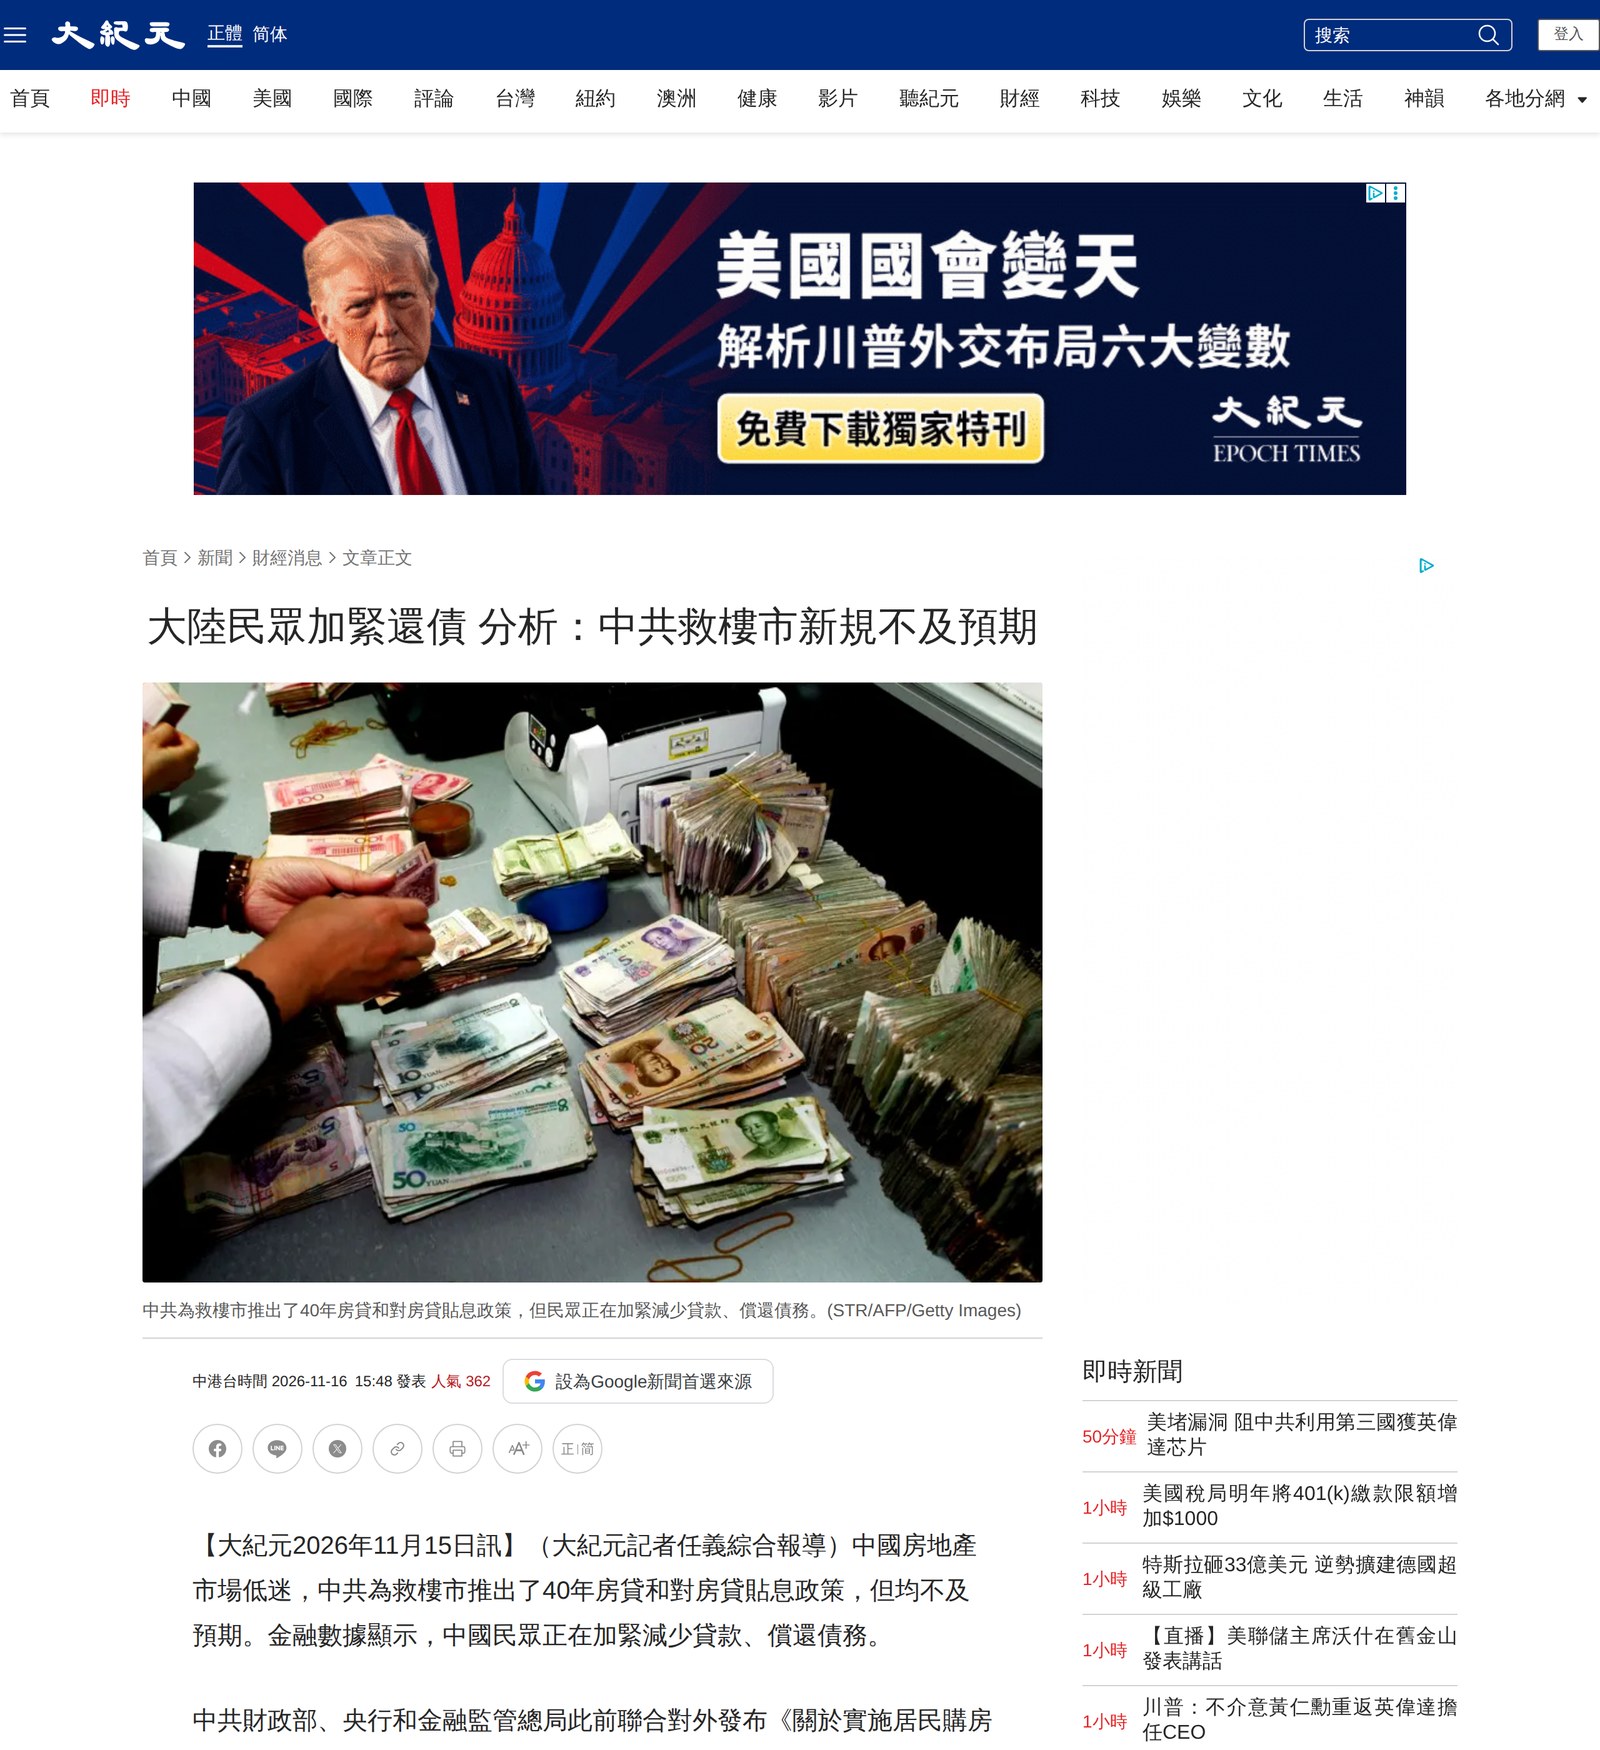 大紀元 正體 简体 搜索 登入
首頁 即時 中國 美國 國際 評論 台灣 紐約 澳洲 健康 影片 聽紀元 財經 科技 娛樂 文化 生活 神韻 各地分網
美國國會變天
解析川普外交布局六大變數
免費下載獨家特刊
大紀元
EPOCH TIMES
首頁 > 新聞 > 財經消息 > 文章正文
大陸民眾加緊還債 分析：中共救樓市新規不及預期
中共為救樓市推出了40年房貸和對房貸貼息政策，但民眾正在加緊減少貸款、償還債務。(STR/AFP/Getty Images)
中港台時間 2026-11-16 15:48 發表 人氣 362 設為Google新聞首選來源
LINE AA+ 正|简
【大紀元2026年11月15日訊】（大紀元記者任義綜合報導）中國房地產
市場低迷，中共為救樓市推出了40年房貸和對房貸貼息政策，但均不及
預期。金融數據顯示，中國民眾正在加緊減少貸款、償還債務。
中共財政部、央行和金融監管總局此前聯合對外發布《關於實施居民購房
即時新聞
50分鐘 美堵漏洞 阻中共利用第三國獲英偉
達芯片
1小時 美國稅局明年將401(k)繳款限額增
加$1000
1小時 特斯拉砸33億美元 逆勢擴建德國超
級工廠
1小時 【直播】美聯儲主席沃什在舊金山
發表講話
1小時 川普：不介意黃仁勳重返英偉達擔
任CEO